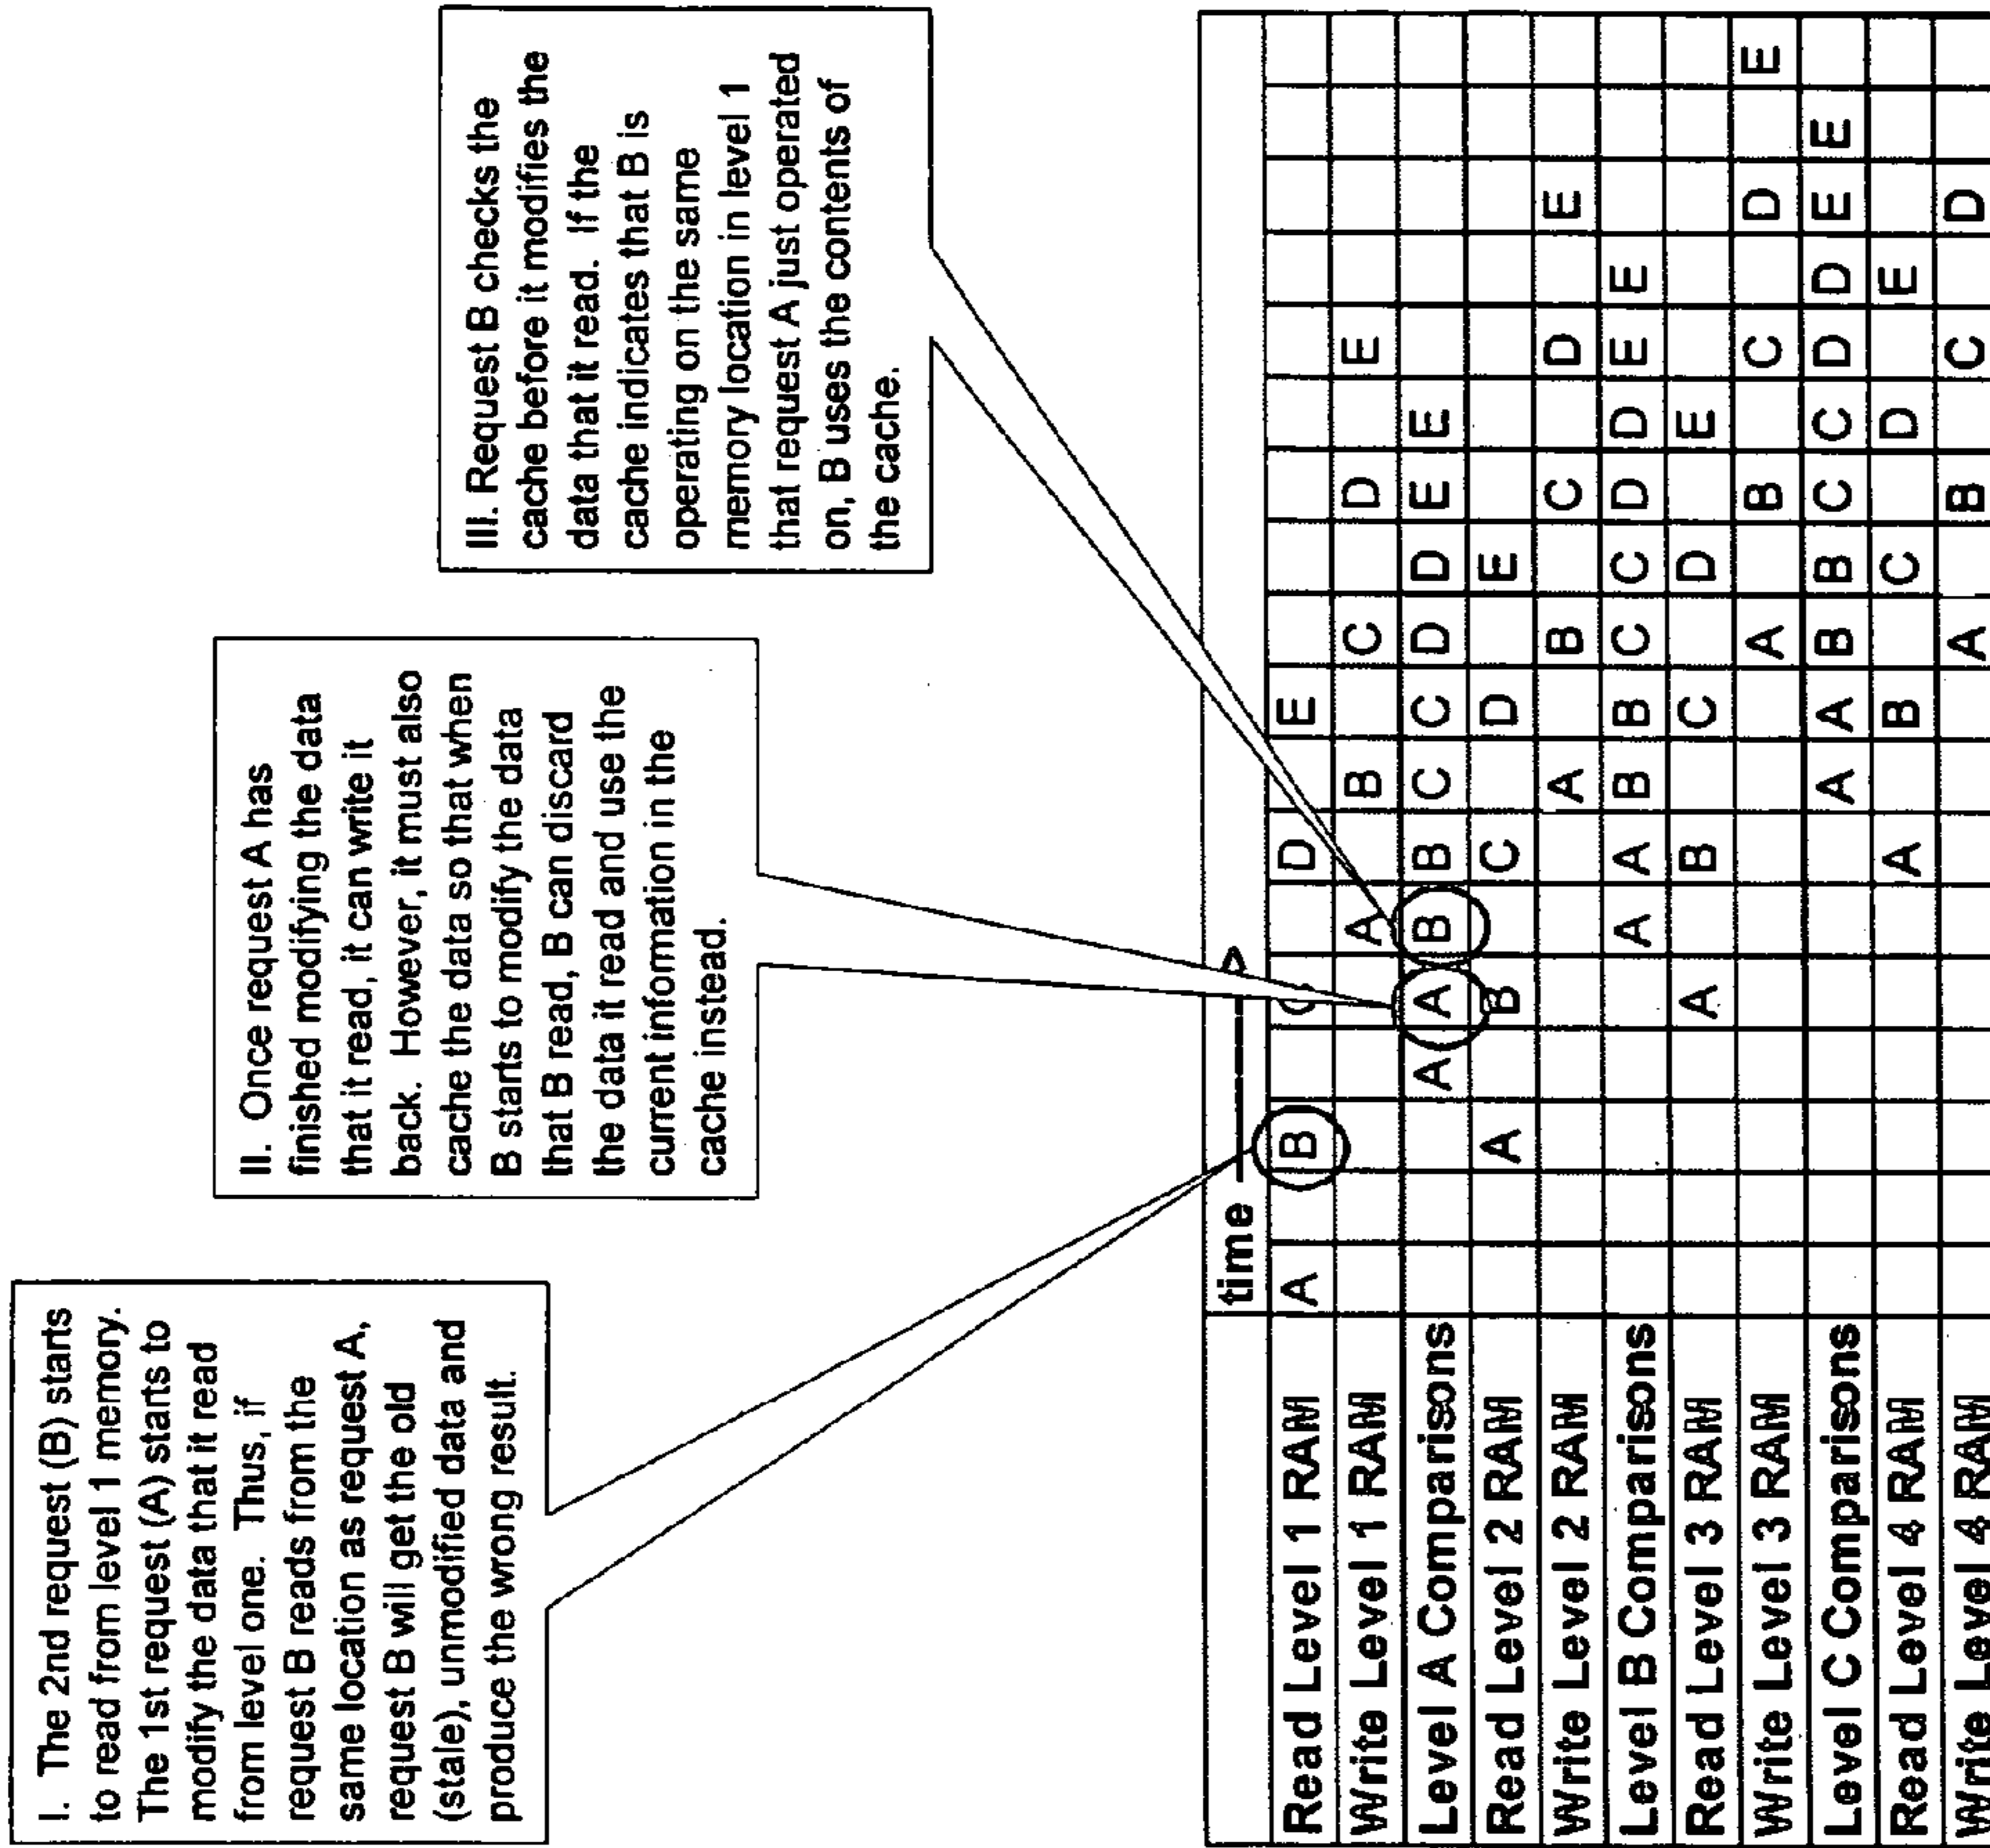 I. The 2nd request (B) starts
to read from level 1 memory.
The 1st request (A) starts to
modify the data that it read
from level one. Thus, if
request B reads from the
same location as request A,
request B will get the old
(stale), unmodified data and
produce the wrong result.
II. Once request A has
finished modifying the data
that it read, it can write it
back. However, it must also
cache the data so that when
B starts to modify the data
that B read, B can discard
the data it read and use the
current information in the
cache instead.
III. Request B checks the
cache before it modifies the
data that it read. If the
cache indicates that B is
operating on the same
memory location in level 1
that request A just operated
on, B uses the contents of
the cache.
time
Read Level 1 RAM A B C D E
Write Level 1 RAM A B C D E
Level A Comparisons A A B B C C D D E E
Read Level 2 RAM A B C D E
Write Level 2 RAM A B C D E
Level B Comparisons A A B B C C D D E E
Read Level 3 RAM A B C D E
Write Level 3 RAM A B C D E
Level C Comparisons A A B B C C D D E E
Read Level 4 RAM A B C D E
Write Level 4 RAM A B C D